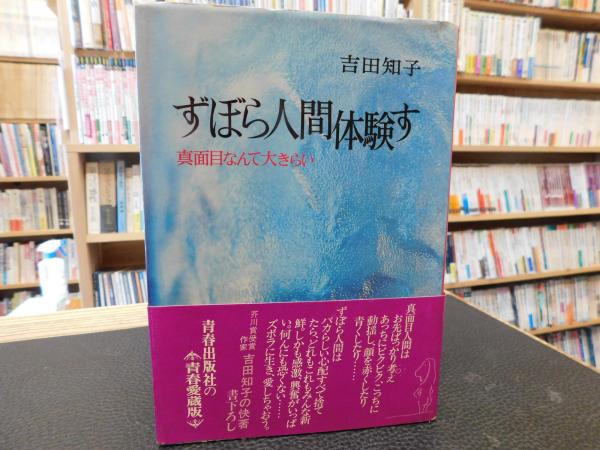 吉田知子
ずぼら人間体験す
真面目なんて大きらい
真面目人間は
お先ばっかり考え
あっちにビクビク、こっちに
動揺し、顔を赤くしたり、
青くしたり……
ずぼら人間は
バカらしい心配すべて捨て
たら、どれもこれもみんな新
鮮。しかも感激、興奮がいっぱ
い。何んにも恐くない……
ズボラに生き、愛しちゃおう。
芥川賞受賞
作家
吉田知子の快著
書下ろし
青春出版社の
青春愛蔵版